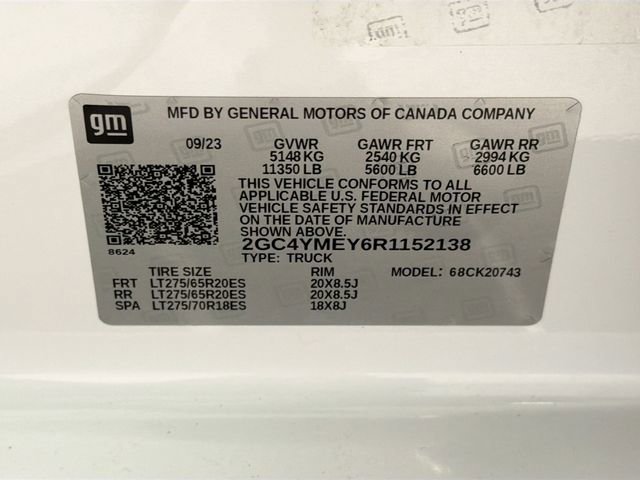 gm
MFD BY GENERAL MOTORS OF CANADA COMPANY
09/23 GVWR GAWR FRT GAWR RR
5148 KG 2540 KG 2994 KG
11350 LB 5600 LB 6600 LB
THIS VEHICLE CONFORMS TO ALL
APPLICABLE U.S. FEDERAL MOTOR
VEHICLE SAFETY STANDARDS IN EFFECT
ON THE DATE OF MANUFACTURE
SHOWN ABOVE.
2GC4YMEY6R1152138
8624
TYPE: TRUCK
TIRE SIZE RIM MODEL: 68CK20743
FRT LT275/65R20ES 20X8.5J
RR LT275/65R20ES 20X8.5J
SPA LT275/70R18ES 18X8J